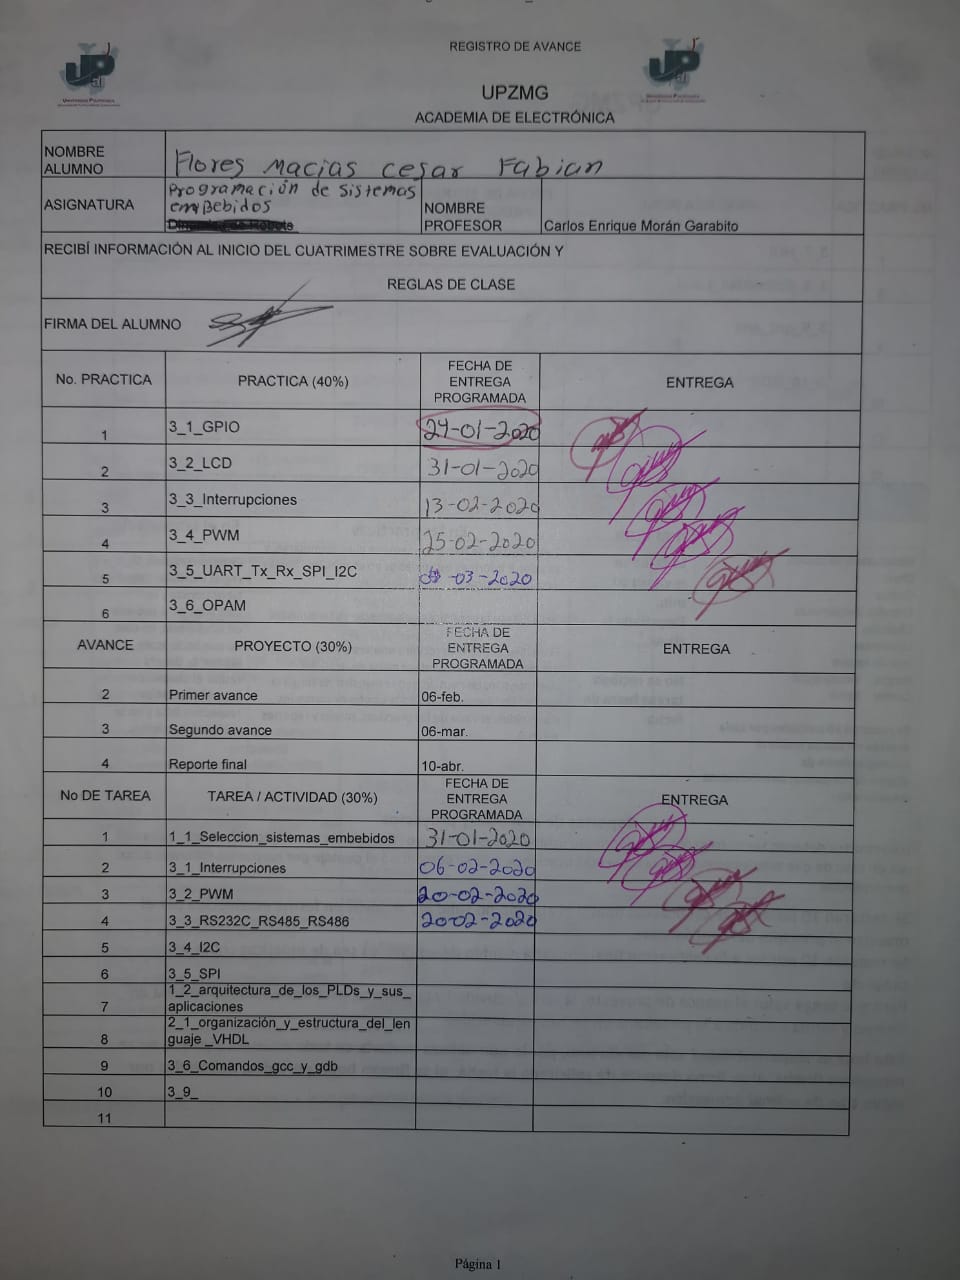 REGISTRO DE AVANCE
UPZMG
ACADEMIA DE ELECTRÓNICA
NOMBRE ALUMNO Flores Macias Cesar Fabian
ASIGNATURA Programación de Sistemas emBebidos NOMBRE PROFESOR Carlos Enrique Morán Garabito
RECIBÍ INFORMACIÓN AL INICIO DEL CUATRIMESTRE SOBRE EVALUACIÓN Y
REGLAS DE CLASE
FIRMA DEL ALUMNO
No. PRACTICA PRACTICA (40%) FECHA DE ENTREGA PROGRAMADA ENTREGA
1 3_1_GPIO 24-01-2020
2 3_2_LCD 31-01-2020
3 3_3_Interrupciones 13-02-2020
4 3_4_PWM 25-02-2020
5 3_5_UART_Tx_Rx_SPI_I2C -03-2020
6 3_6_OPAM
AVANCE PROYECTO (30%) FECHA DE ENTREGA PROGRAMADA ENTREGA
2 Primer avance 06-feb.
3 Segundo avance 06-mar.
4 Reporte final 10-abr.
No DE TAREA TAREA / ACTIVIDAD (30%) FECHA DE ENTREGA PROGRAMADA ENTREGA
1 1_1_Seleccion_sistemas_embebidos 31-01-2020
2 3_1_Interrupciones 06-02-2020
3 3_2_PWM 20-02-2020
4 3_3_RS232C_RS485_RS486 20-02-2020
5 3_4_I2C
6 3_5_SPI
7 1_2_arquitectura_de_los_PLDs_y_sus_aplicaciones
8 2_1_organización_y_estructura_del_lenguaje _VHDL
9 3_6_Comandos_gcc_y_gdb
10 3_9_
11
Página 1